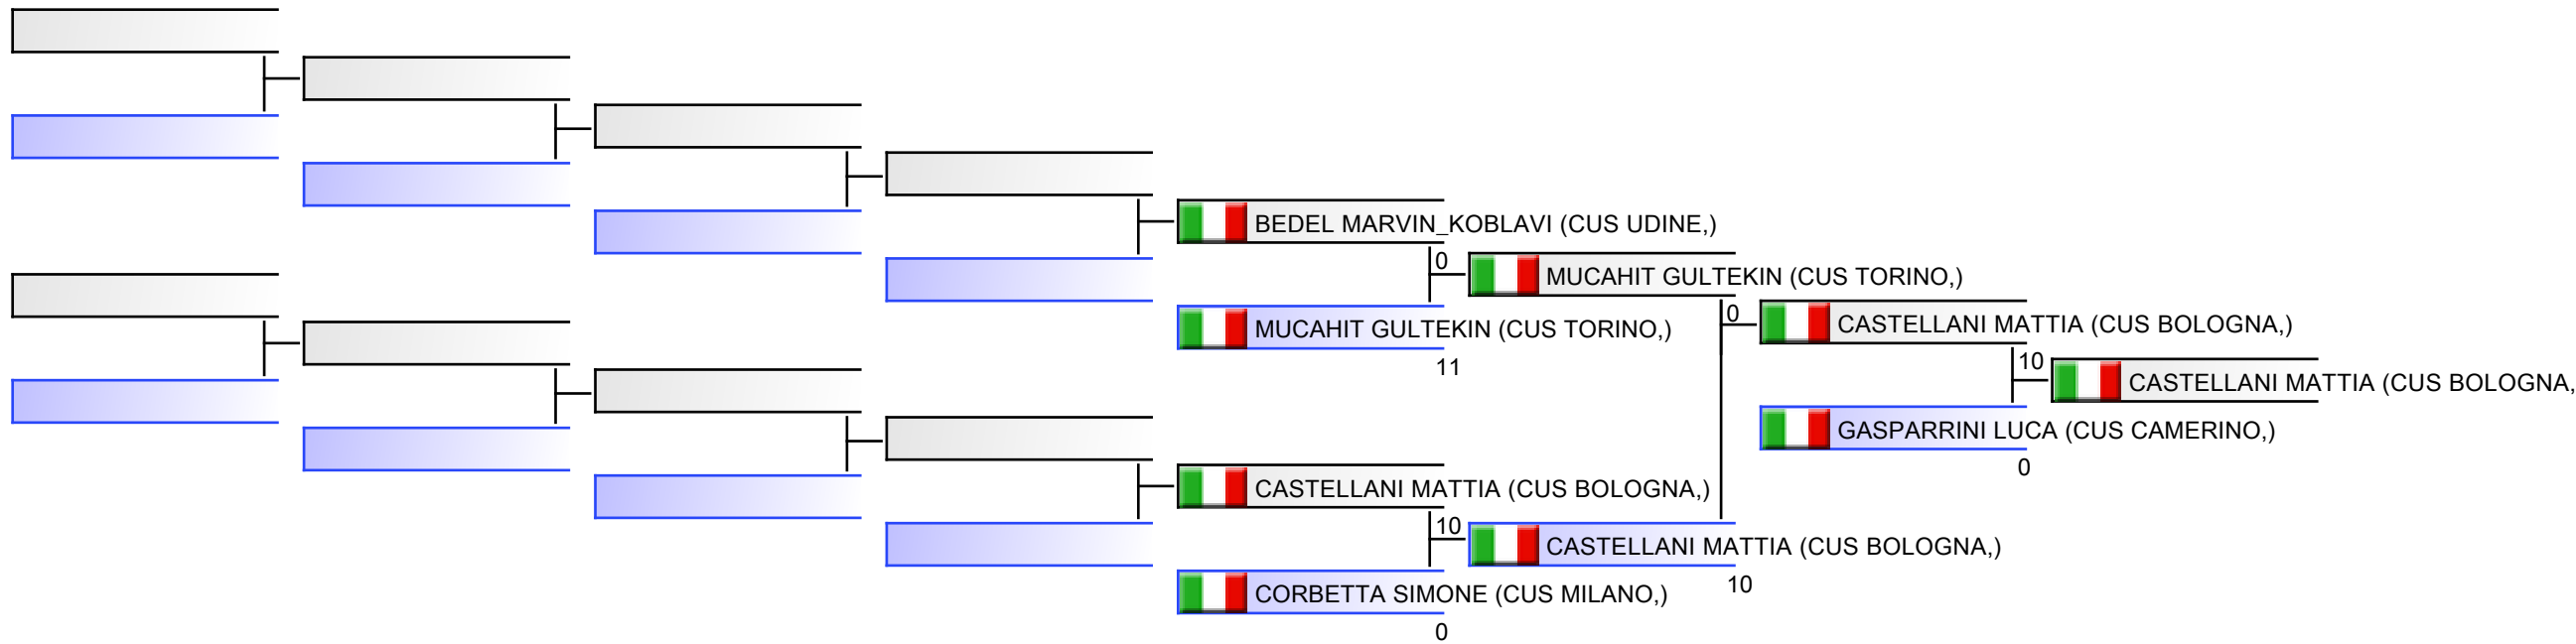 BEDEL MARVIN_KOBLAVI (CUS UDINE,)
0
MUCAHIT GULTEKIN (CUS TORINO,)
MUCAHIT GULTEKIN (CUS TORINO,)
11
0
CASTELLANI MATTIA (CUS BOLOGNA,)
10
CASTELLANI MATTIA (CUS BOLOGNA,
GASPARRINI LUCA (CUS CAMERINO,)
0
CASTELLANI MATTIA (CUS BOLOGNA,)
10
CASTELLANI MATTIA (CUS BOLOGNA,)
10
CORBETTA SIMONE (CUS MILANO,)
0